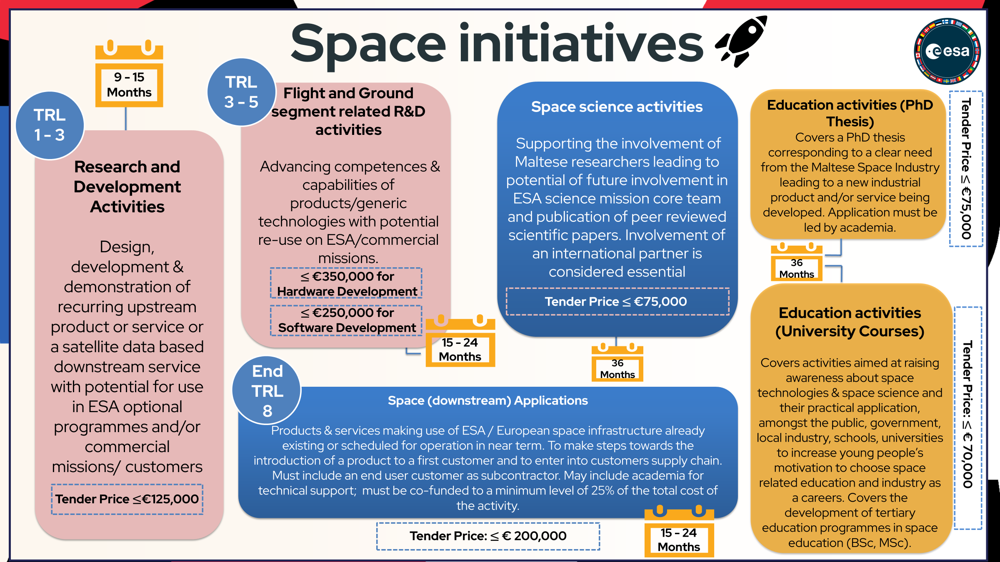 Space initiatives
esa
9 - 15
Months
TRL
1 - 3
Research and
Development
Activities
Design,
development &
demonstration of
recurring upstream
product or service or
a satellite data based
downstream service
with potential for use
in ESA optional
programmes and/or
commercial
missions/ customers
Tender Price ≤€125,000
TRL
3 - 5
Flight and Ground
segment related R&D
activities
Advancing competences &
capabilities of
products/generic
technologies with potential
re-use on ESA/commercial
missions.
≤ €350,000 for
Hardware Development
≤ €250,000 for
Software Development
15 - 24
Months
Space science activities
Supporting the involvement of
Maltese researchers leading to
potential of future involvement in
ESA science mission core team
and publication of peer reviewed
scientific papers. Involvement of
an international partner is
considered essential
Tender Price ≤ €75,000
36
Months
End
TRL
8
Space (downstream) Applications
Products & services making use of ESA / European space infrastructure already
existing or scheduled for operation in near term. To make steps towards the
introduction of a product to a first customer and to enter into customers supply chain.
Must include an end user customer as subcontractor. May include academia for
technical support;  must be co-funded to a minimum level of 25% of the total cost of
the activity.
Tender Price: ≤ € 200,000
15 - 24
Months
Education activities (PhD
Thesis)
Covers a PhD thesis
corresponding to a clear need
from the Maltese Space Industry
leading to a new industrial
product and/or service being
developed. Application must be
led by academia.
Tender Price ≤ €75,000
36
Months
Education activities
(University Courses)
Covers activities aimed at raising
awareness about space
technologies & space science and
their practical application,
amongst the public, government,
local industry, schools, universities
to increase young people's
motivation to choose space
related education and industry as
a careers. Covers the
development of tertiary
education programmes in space
education (BSc, MSc).
Tender Price: ≤ € 70,000